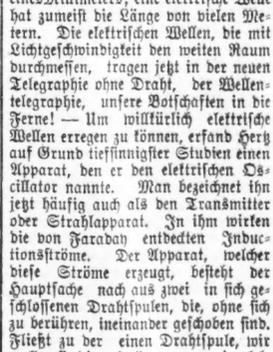 eines Millimeters, eine elektrische Welle
hat zumeist die Länge von vielen Me-
tern. Die elektrischen Wellen, die mit
Lichtgeschwindigkeit den weiten Raum
durchmessen, tragen jetzt in der neuen
Telegraphie ohne Draht, der Wellen-
telegraphie, unsere Botschaften in die
Ferne! — Um willkürlich elektrische
Wellen erregen zu können, erfand Hertz
auf Grund tiefsinnigster Studien einen
Apparat, den er den elektrischen Os-
cillator nannte. Man bezeichnet ihn
jetzt häufig auch als den Transmitter
oder Strahlapparat. In ihm wirken
die von Faraday entdeckten Induc-
tionsströme. Der Apparat, welcher
diese Ströme erzeugt, besteht der
Hauptsache nach aus zwei in sich ge-
schlossenen Drahtspulen, die, ohne sich
zu berühren, ineinander geschoben sind.
Fließt zu der einen Drahtspule, wir